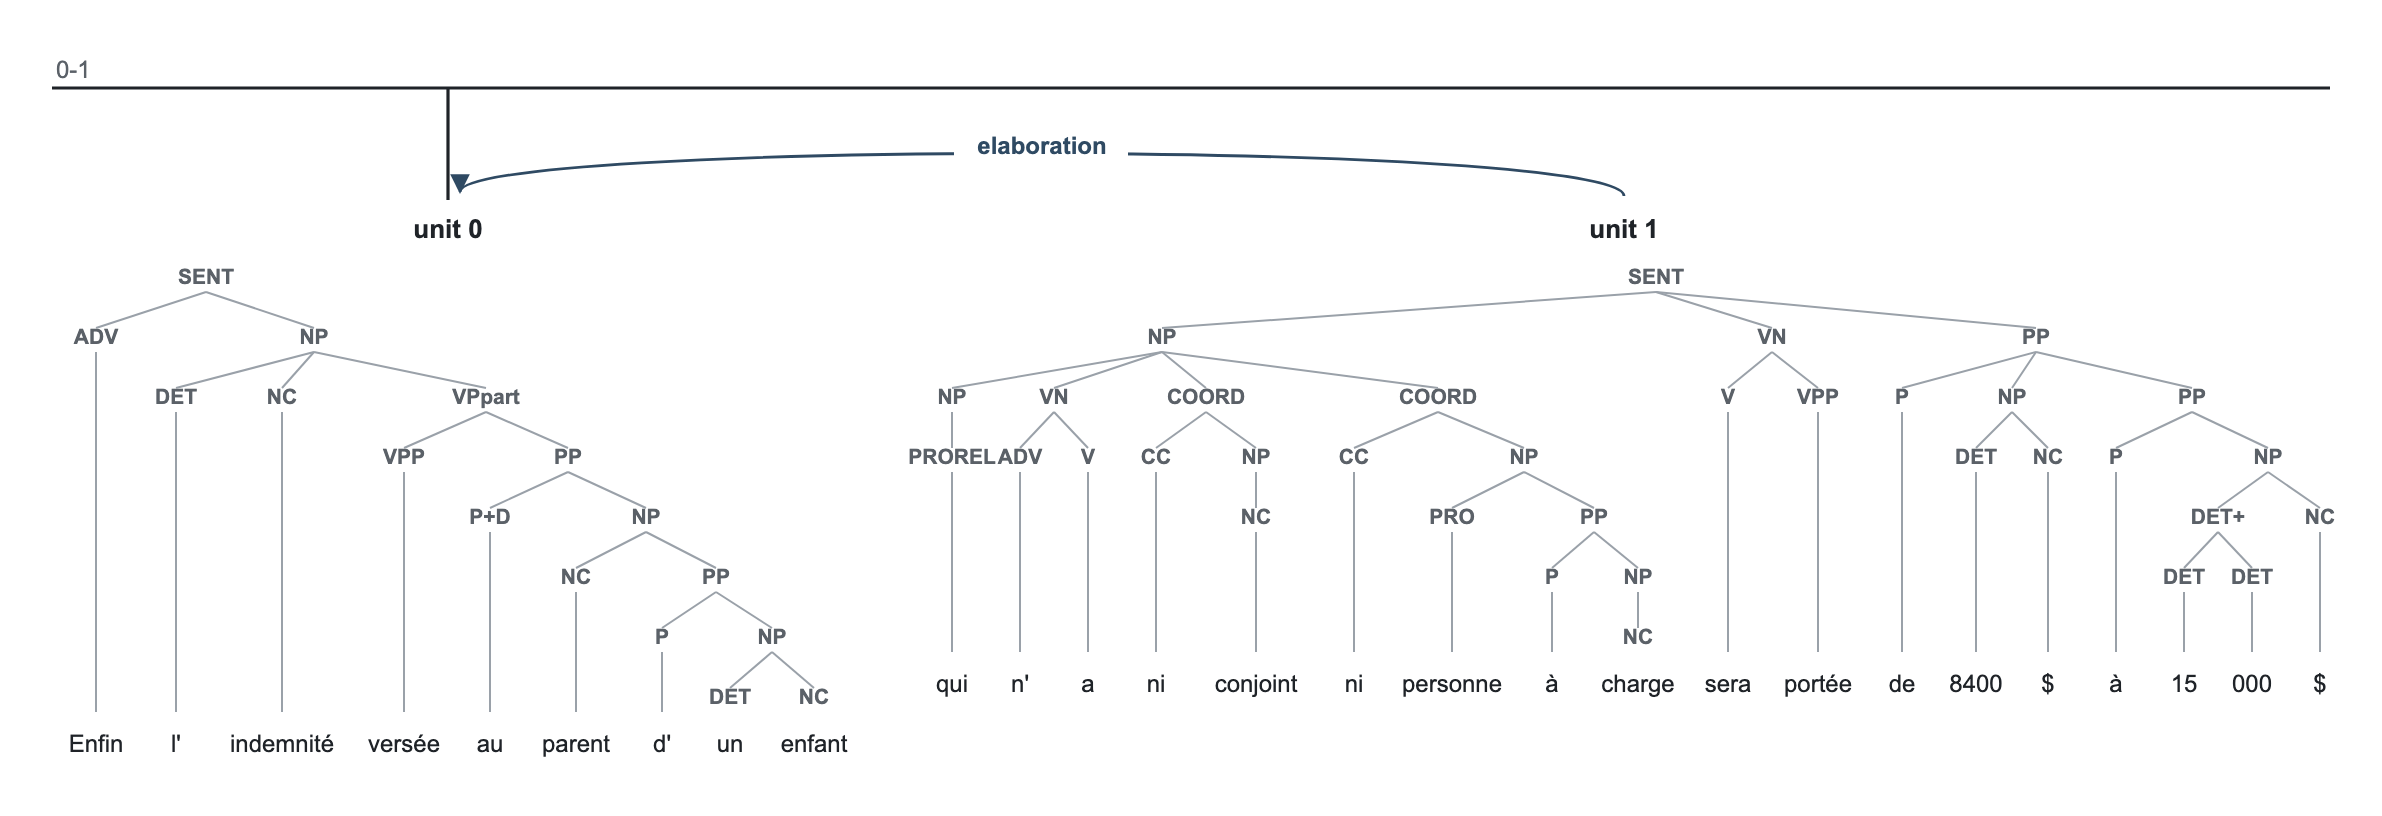 0-1
elaboration
unit 0 unit 1
SENT SENT
ADV NP NP VN PP
DET NC VPpart NP VN COORD COORD V VPP P NP PP
VPP PP PROREL ADV V CC NP CC NP DET NC P NP
P+D NP NC PRO PP DET+ NC
NC PP P NP DET DET
P NP NC
qui n' a ni conjoint ni personne à charge sera portée de 8400 $ à 15 000 $
DET NC
Enfin l' indemnité versée au parent d' un enfant